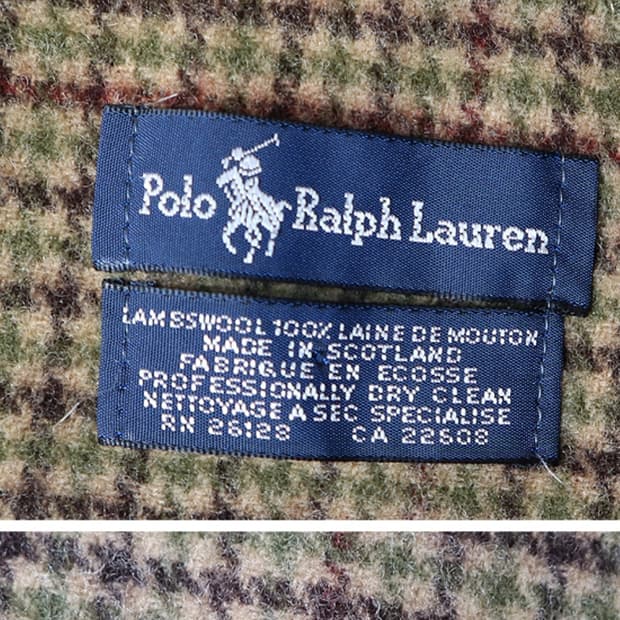 Polo Ralph Lauren
LAMBSWOOL 100% LAINE DE MOUTON
MADE IN SCOTLAND
FABRIGUE EN ECOSSE
PROFESSIONALLY DRY CLEAN
NETTOYAGE A SEC SPECIALISE
RN 26128 CA 22608